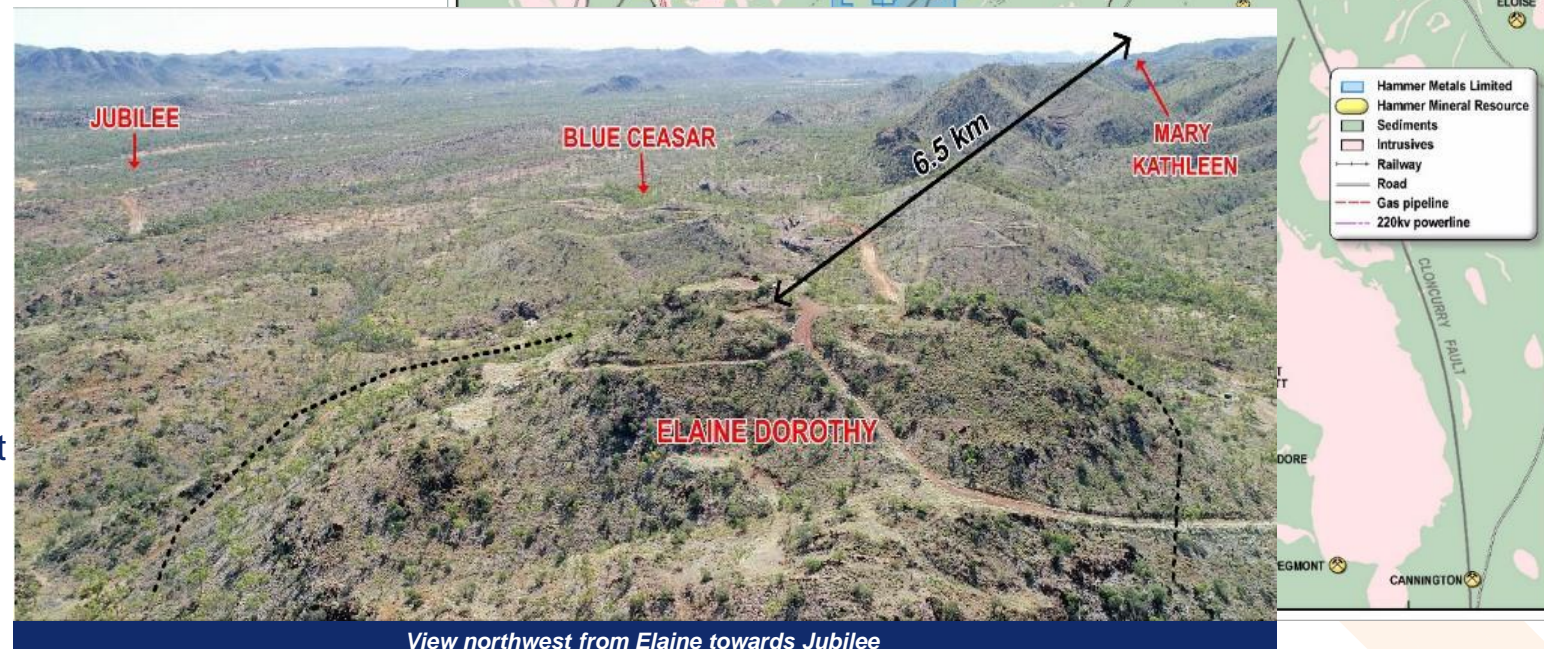 ELOISE
JUBILEE
BLUE CEASAR
6.5 km
MARY
KATHLEEN
ELAINE DOROTHY
Hammer Metals Limited
Hammer Mineral Resource
Sediments
Intrusives
Railway
Road
Gas pipeline
220kv powerline
CLONCURRY FAULT
t
T
TT
DORE
EGMONT
CANNINGTON
View northwest from Elaine towards Jubilee